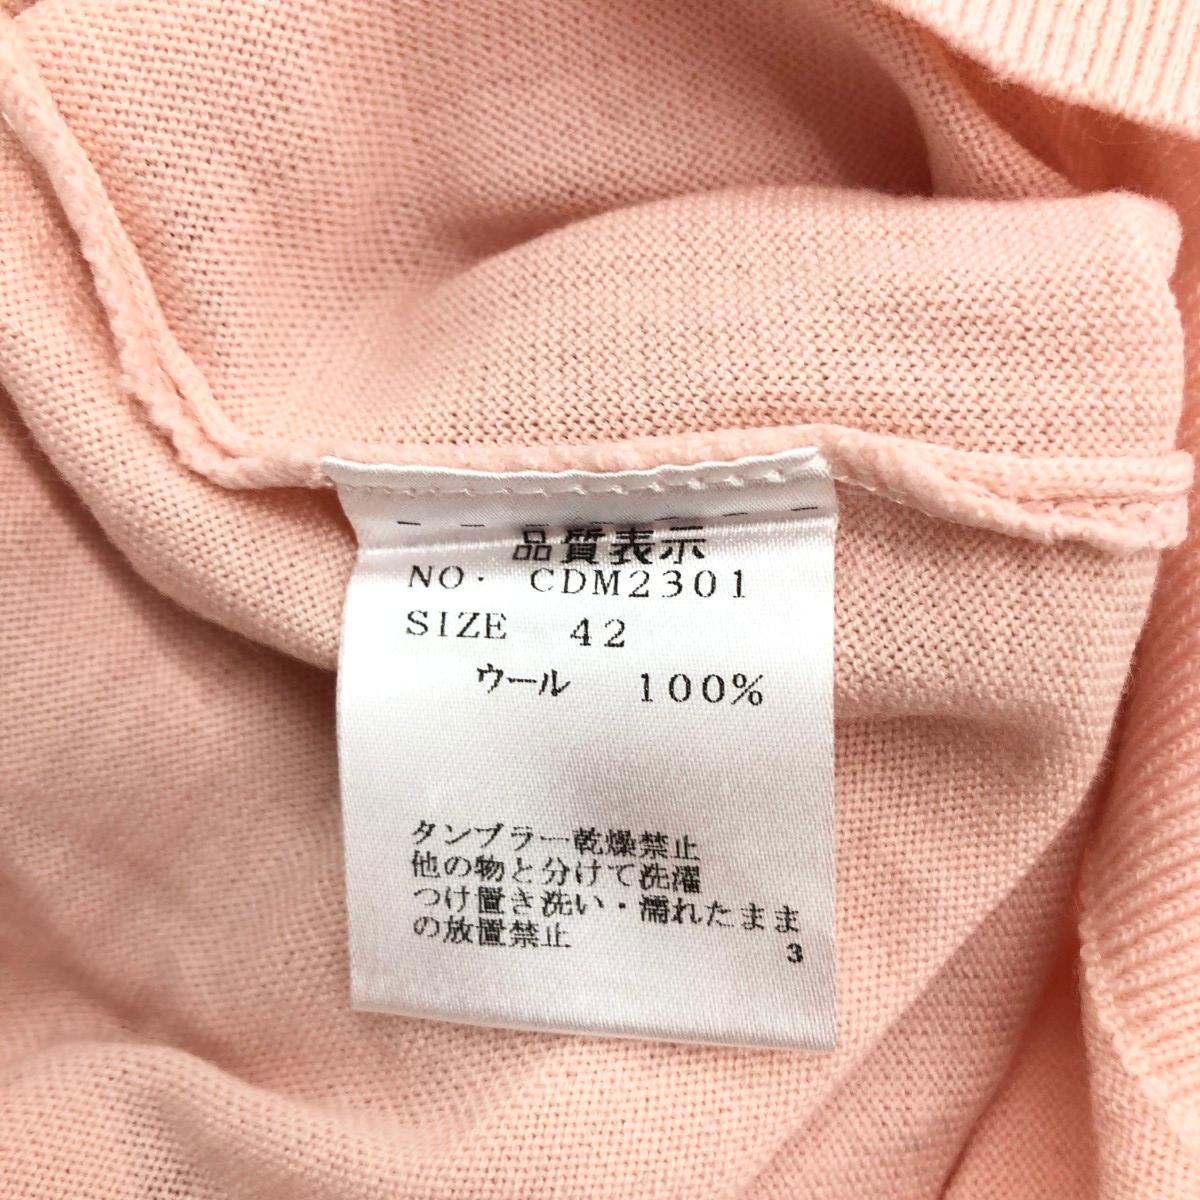 品質表示
NO. CDM2301
SIZE 42
ウール 100%
タンブラー乾燥禁止
他の物と分けて洗濯
つけ置き洗い・濡れたまま
の放置禁止
3